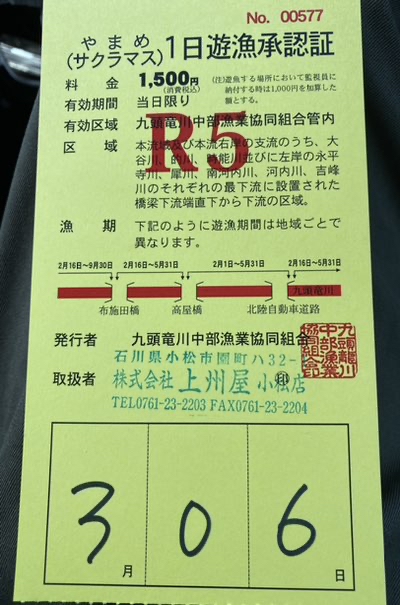 No. 00577
やまめ
(サクラマス) 1日遊漁承認証
料金 1,500円
(消費税込)
(注)遊魚する場所において監視員に
納付する時は1,000円を加算した
額とする。
有効期間 当日限り
有効区域 九頭竜川中部漁業協同組合管内
R5
区域 本流域及び本流右岸の支流のうち、大
谷川、的川、時能川並びに左岸の永平
寺川、犀川、南河内川、河内川、吉峰
川のそれぞれの最下流に設置された
橋梁下流端直下から下流の区域。
漁期 下記のように遊漁期間は地域ごとで
異なります。
2月16日〜9月30日 2月16日〜5月31日 2月1日〜5月31日 2月16日〜5月31日
九頭竜川
布施田橋 高屋橋 北陸自動車道路
発行者 九頭竜川中部漁業協同組合
九頭龍川中部漁業協同組合印
石川県小松市園町ハ32-
取扱者 株式会社 上州屋 小松店 印
TEL0761-23-2203 FAX0761-23-2204
3 0 6
月 日